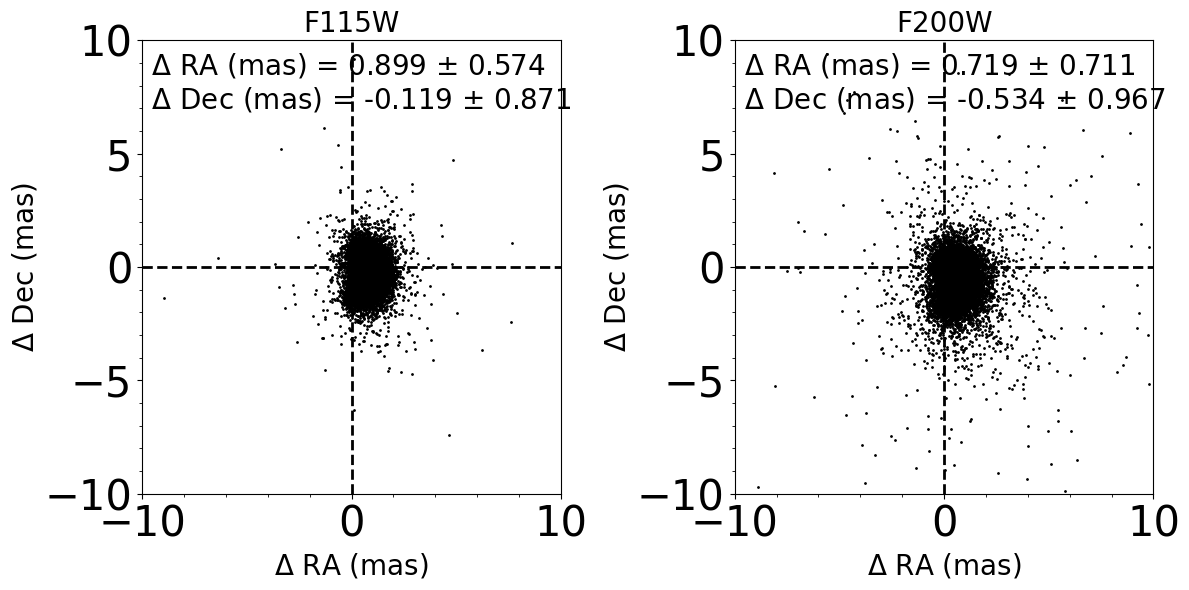 F115W
Δ RA (mas) = 0.899 ± 0.574
Δ Dec (mas) = -0.119 ± 0.871
10
5
0
−5
−10
Δ Dec (mas)
−10 0 10
Δ RA (mas)
F200W
Δ RA (mas) = 0.719 ± 0.711
Δ Dec (mas) = -0.534 ± 0.967
10
5
0
−5
−10
Δ Dec (mas)
−10 0 10
Δ RA (mas)